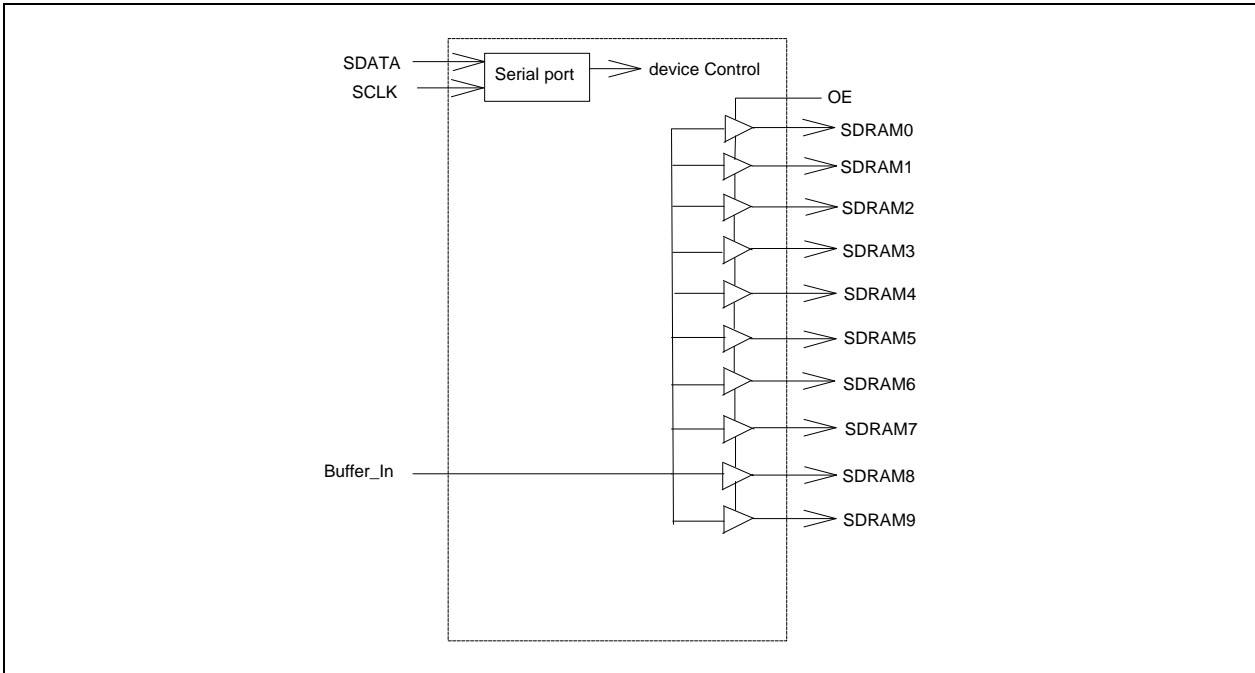 SDATA
Serial port
device Control
SCLK
OE
SDRAM0
SDRAM1
SDRAM2
SDRAM3
SDRAM4
SDRAM5
SDRAM6
SDRAM7
Buffer_In
SDRAM8
SDRAM9